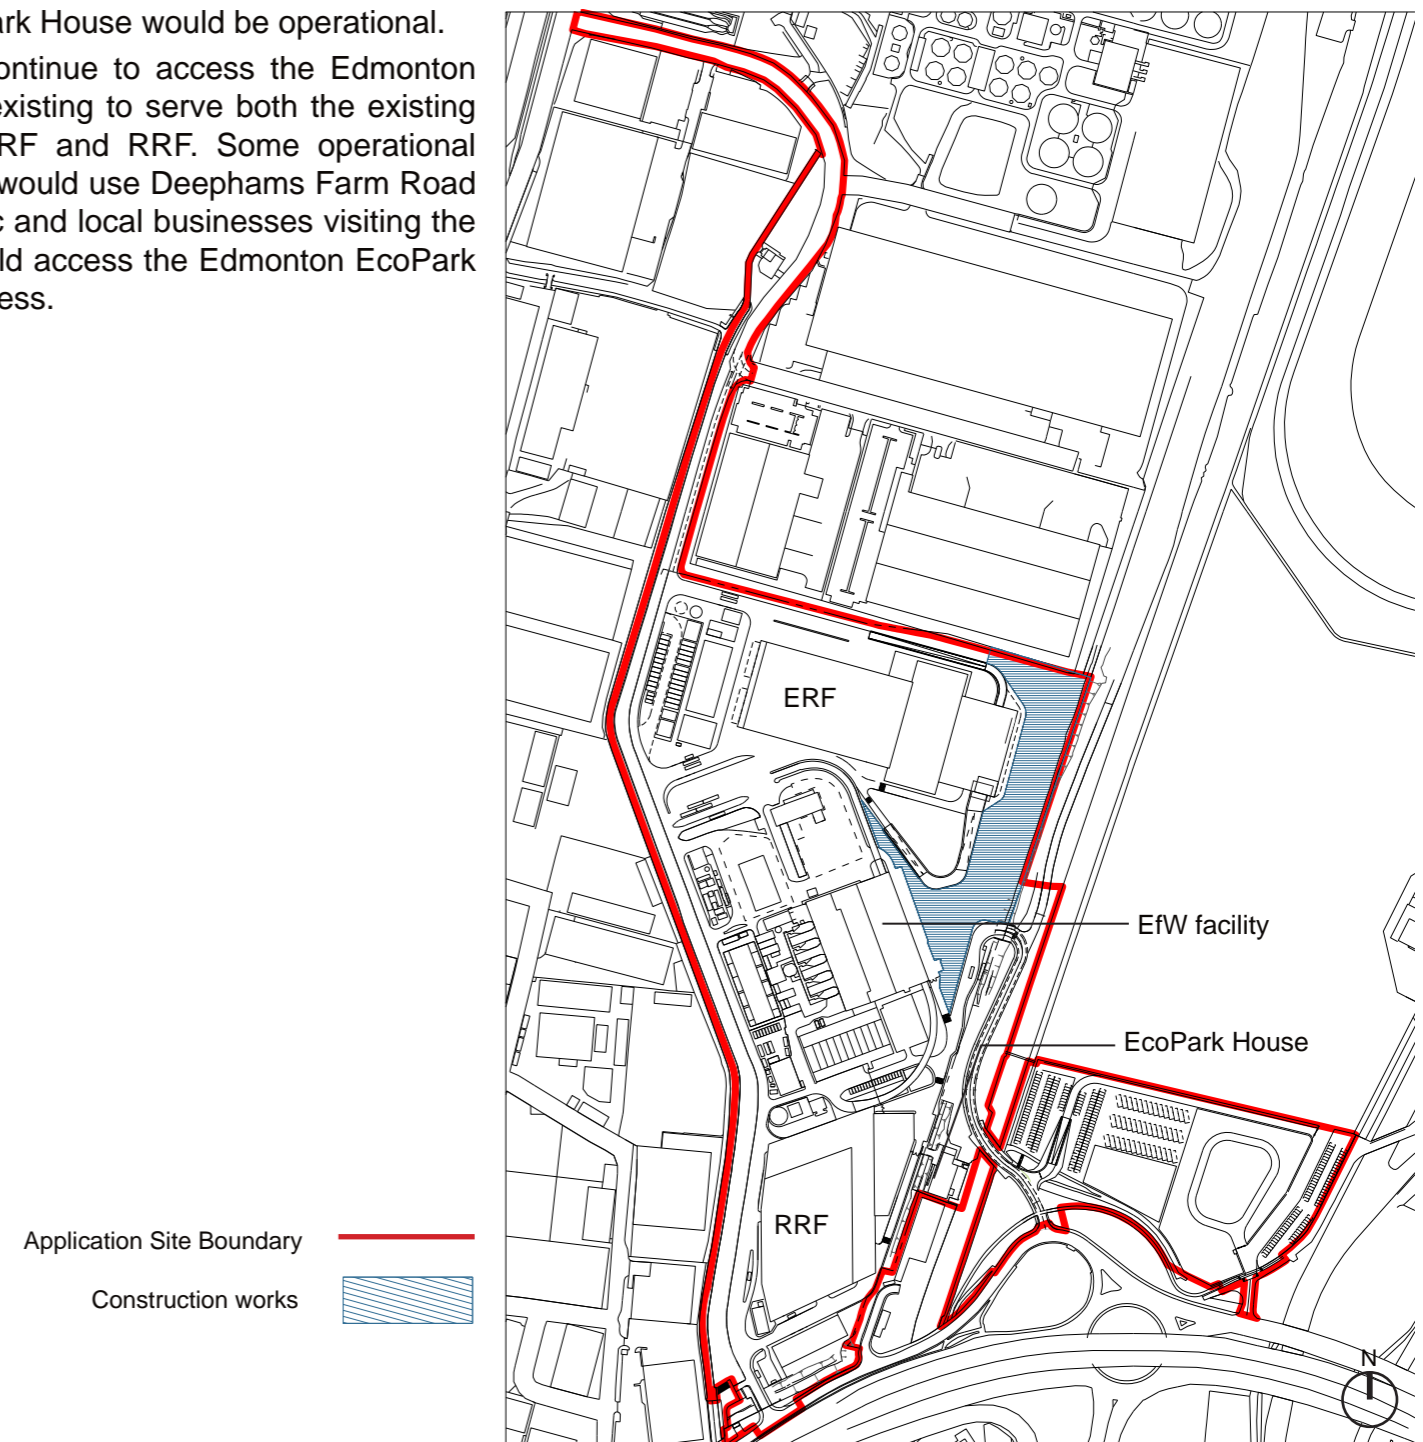 ark House would be operational.
ontinue to access the Edmonton
existing to serve both the existing
RF and RRF. Some operational
would use Deephams Farm Road
c and local businesses visiting the
ld access the Edmonton EcoPark
ess.
ERF
EfW facility
EcoPark House
RRF
Application Site Boundary
Construction works
N